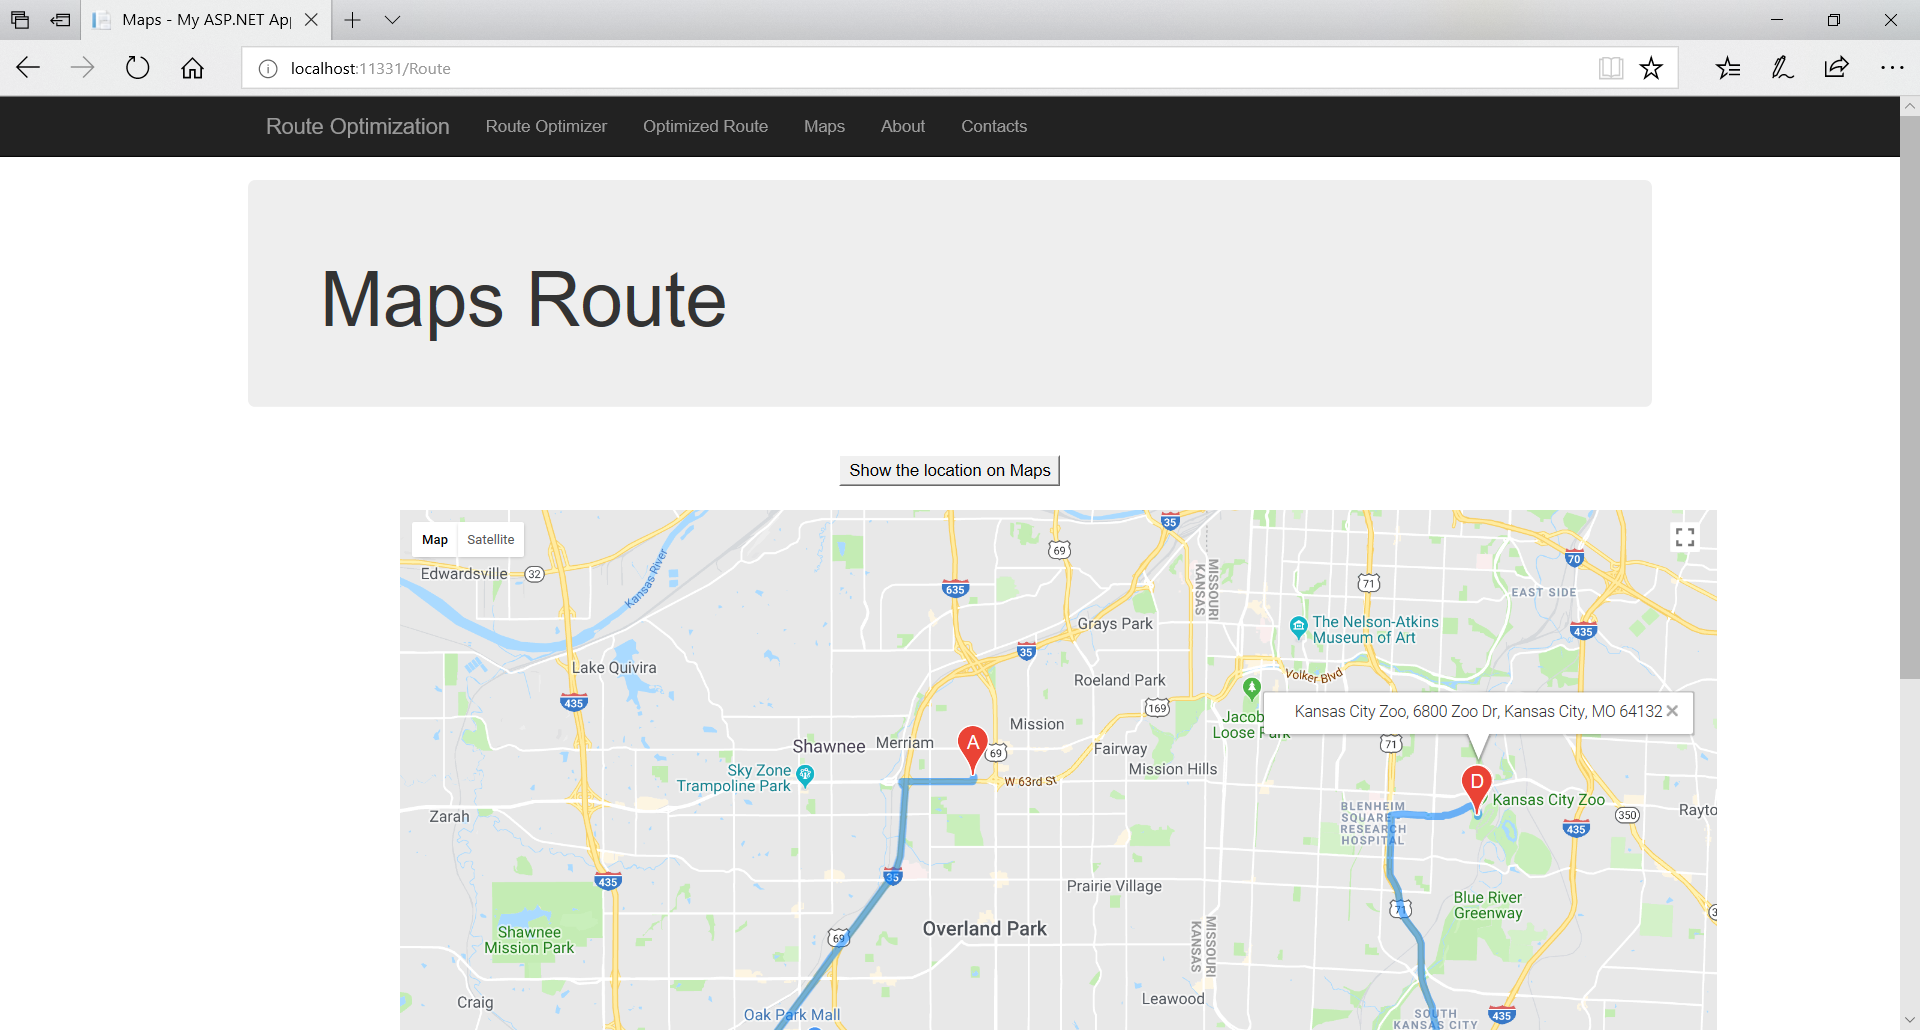 Maps - My ASP.NET Ap
localhost:11331/Route
Route Optimization Route Optimizer Optimized Route Maps About Contacts
Maps Route
Show the location on Maps
Map Satellite
Edwardsville 32
Kansas River
635
69
35
MISSOURI
KANSAS
71
70
EAST SIDE
435
Grays Park
The Nelson-Atkins
Museum of Art
35
Lake Quivira
435
Roeland Park
169
Volker Blvd
Jacob
Loose Park
Kansas City Zoo, 6800 Zoo Dr, Kansas City, MO 64132
Mission
Shawnee
Merriam
A
69
Fairway
71
Mission Hills
Sky Zone
Trampoline Park
W 63rd St
D
Kansas City Zoo
Zarah
BLENHEIM
SQUARE
RESEARCH
HOSPITAL
435
350
Rayto
435
35
Prairie Village
Blue River
Greenway
71
Shawnee
Mission Park
69
Overland Park
MISSOURI
KANSAS
Craig
Oak Park Mall
Leawood
SOUTH
KANSAS CITY
435